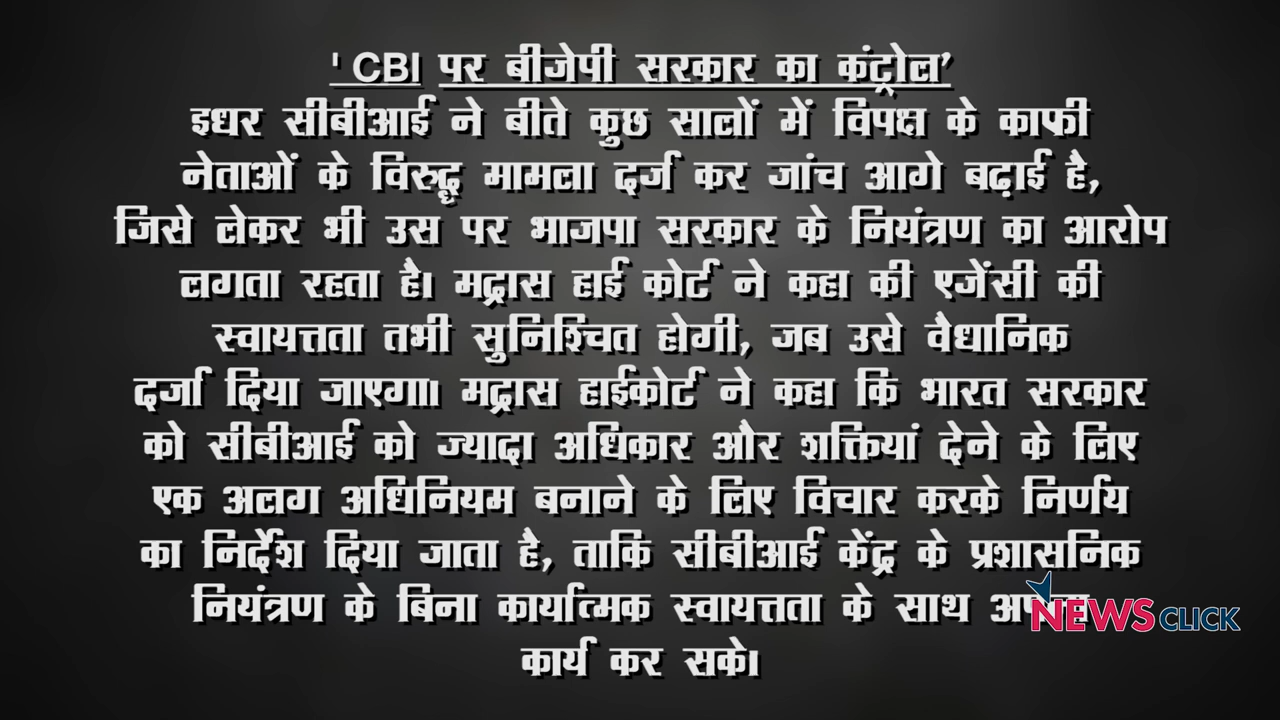 ' CBI पर बीजेपी सरकार का कंट्रोल’
इधर सीबीआई ने बीते कुछ सालों में विपक्ष के काफी
नेताओं के विरुद्ध मामला दर्ज कर जांच आगे बढ़ाई है,
जिसे लेकर भी उस पर भाजपा सरकार के नियंत्रण का आरोप
लगता रहता है। मद्रास हाई कोर्ट ने कहा की एजेंसी की
स्वायत्तता तभी सुनिश्चित होगी, जब उसे वैधानिक
दर्जा दिया जाएगा। मद्रास हाईकोर्ट ने कहा कि भारत सरकार
को सीबीआई को ज्यादा अधिकार और शक्तियां देने के लिए
एक अलग अधिनियम बनाने के लिए विचार करके निर्णय
का निर्देश दिया जाता है, ताकि सीबीआई केंद्र के प्रशासनिक
नियंत्रण के बिना कार्यात्मक स्वायत्तता के साथ
NEWSCLICK
कार्य कर सके।